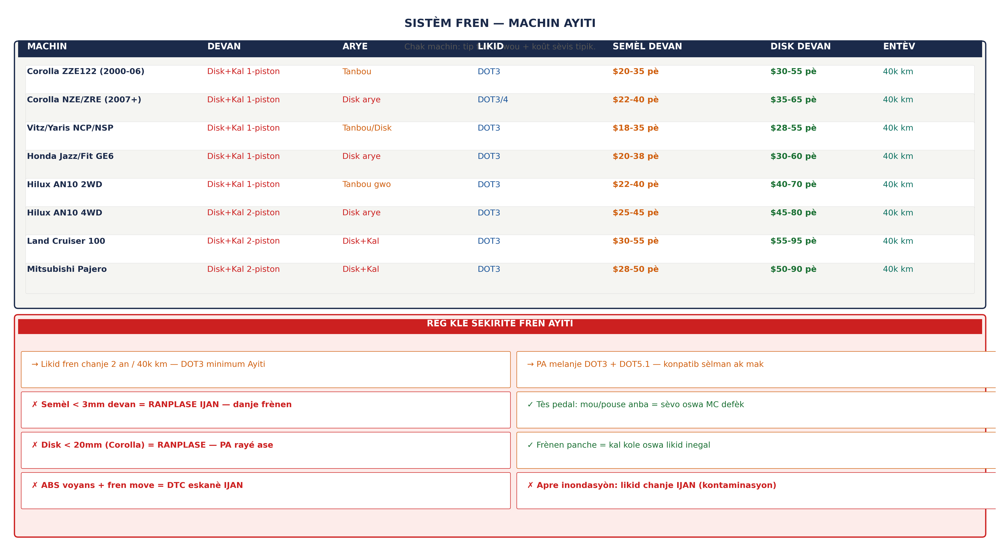 SISTÈM FREN — MACHIN AYITI
Chak machin: tip wou + koût sèvis tipik.
MACHIN DEVAN ARYE LIKID SEMÈL DEVAN DISK DEVAN ENTÈV
Corolla ZZE122 (2000-06) Disk+Kal 1-piston Tanbou DOT3 $20-35 pè $30-55 pè 40k km
Corolla NZE/ZRE (2007+) Disk+Kal 1-piston Disk arye DOT3/4 $22-40 pè $35-65 pè 40k km
Vitz/Yaris NCP/NSP Disk+Kal 1-piston Tanbou/Disk DOT3 $18-35 pè $28-55 pè 40k km
Honda Jazz/Fit GE6 Disk+Kal 1-piston Disk arye DOT3 $20-38 pè $30-60 pè 40k km
Hilux AN10 2WD Disk+Kal 1-piston Tanbou gwo DOT3 $22-40 pè $40-70 pè 40k km
Hilux AN10 4WD Disk+Kal 2-piston Disk arye DOT3 $25-45 pè $45-80 pè 40k km
Land Cruiser 100 Disk+Kal 2-piston Disk+Kal DOT3 $30-55 pè $55-95 pè 40k km
Mitsubishi Pajero Disk+Kal 2-piston Disk+Kal DOT3 $28-50 pè $50-90 pè 40k km
RÈG KLE SEKIRITE FREN AYITI
→ Likid fren chanje 2 an / 40k km — DOT3 minimum Ayiti
→ PA melanje DOT3 + DOT5.1 — konpatib sèlman ak mak
✗ Semèl < 3mm devan = RANPLASE IJAN — danje frènen
✓ Tès pedal: mou/pouse anba = sèvo oswa MC defèk
✗ Disk < 20mm (Corolla) = RANPLASE — PA rayé ase
✓ Frènen panche = kal kole oswa likid inegal
✗ ABS voyans + fren move = DTC eskanè IJAN
✗ Apre inondasyòn: likid chanje IJAN (kontaminasyon)